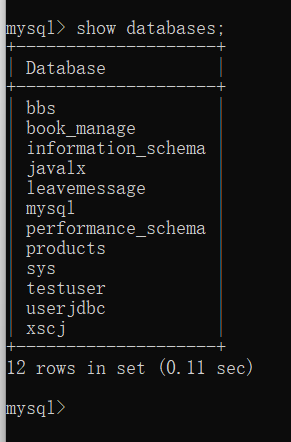 mysql> show databases;
+--------------------+
| Database           |
+--------------------+
| bbs                |
| book_manage        |
| information_schema |
| javalx             |
| leavemessage       |
| mysql              |
| performance_schema |
| products           |
| sys                |
| testuser           |
| userjdbc           |
| xscj               |
+--------------------+
12 rows in set (0.11 sec)
mysql>